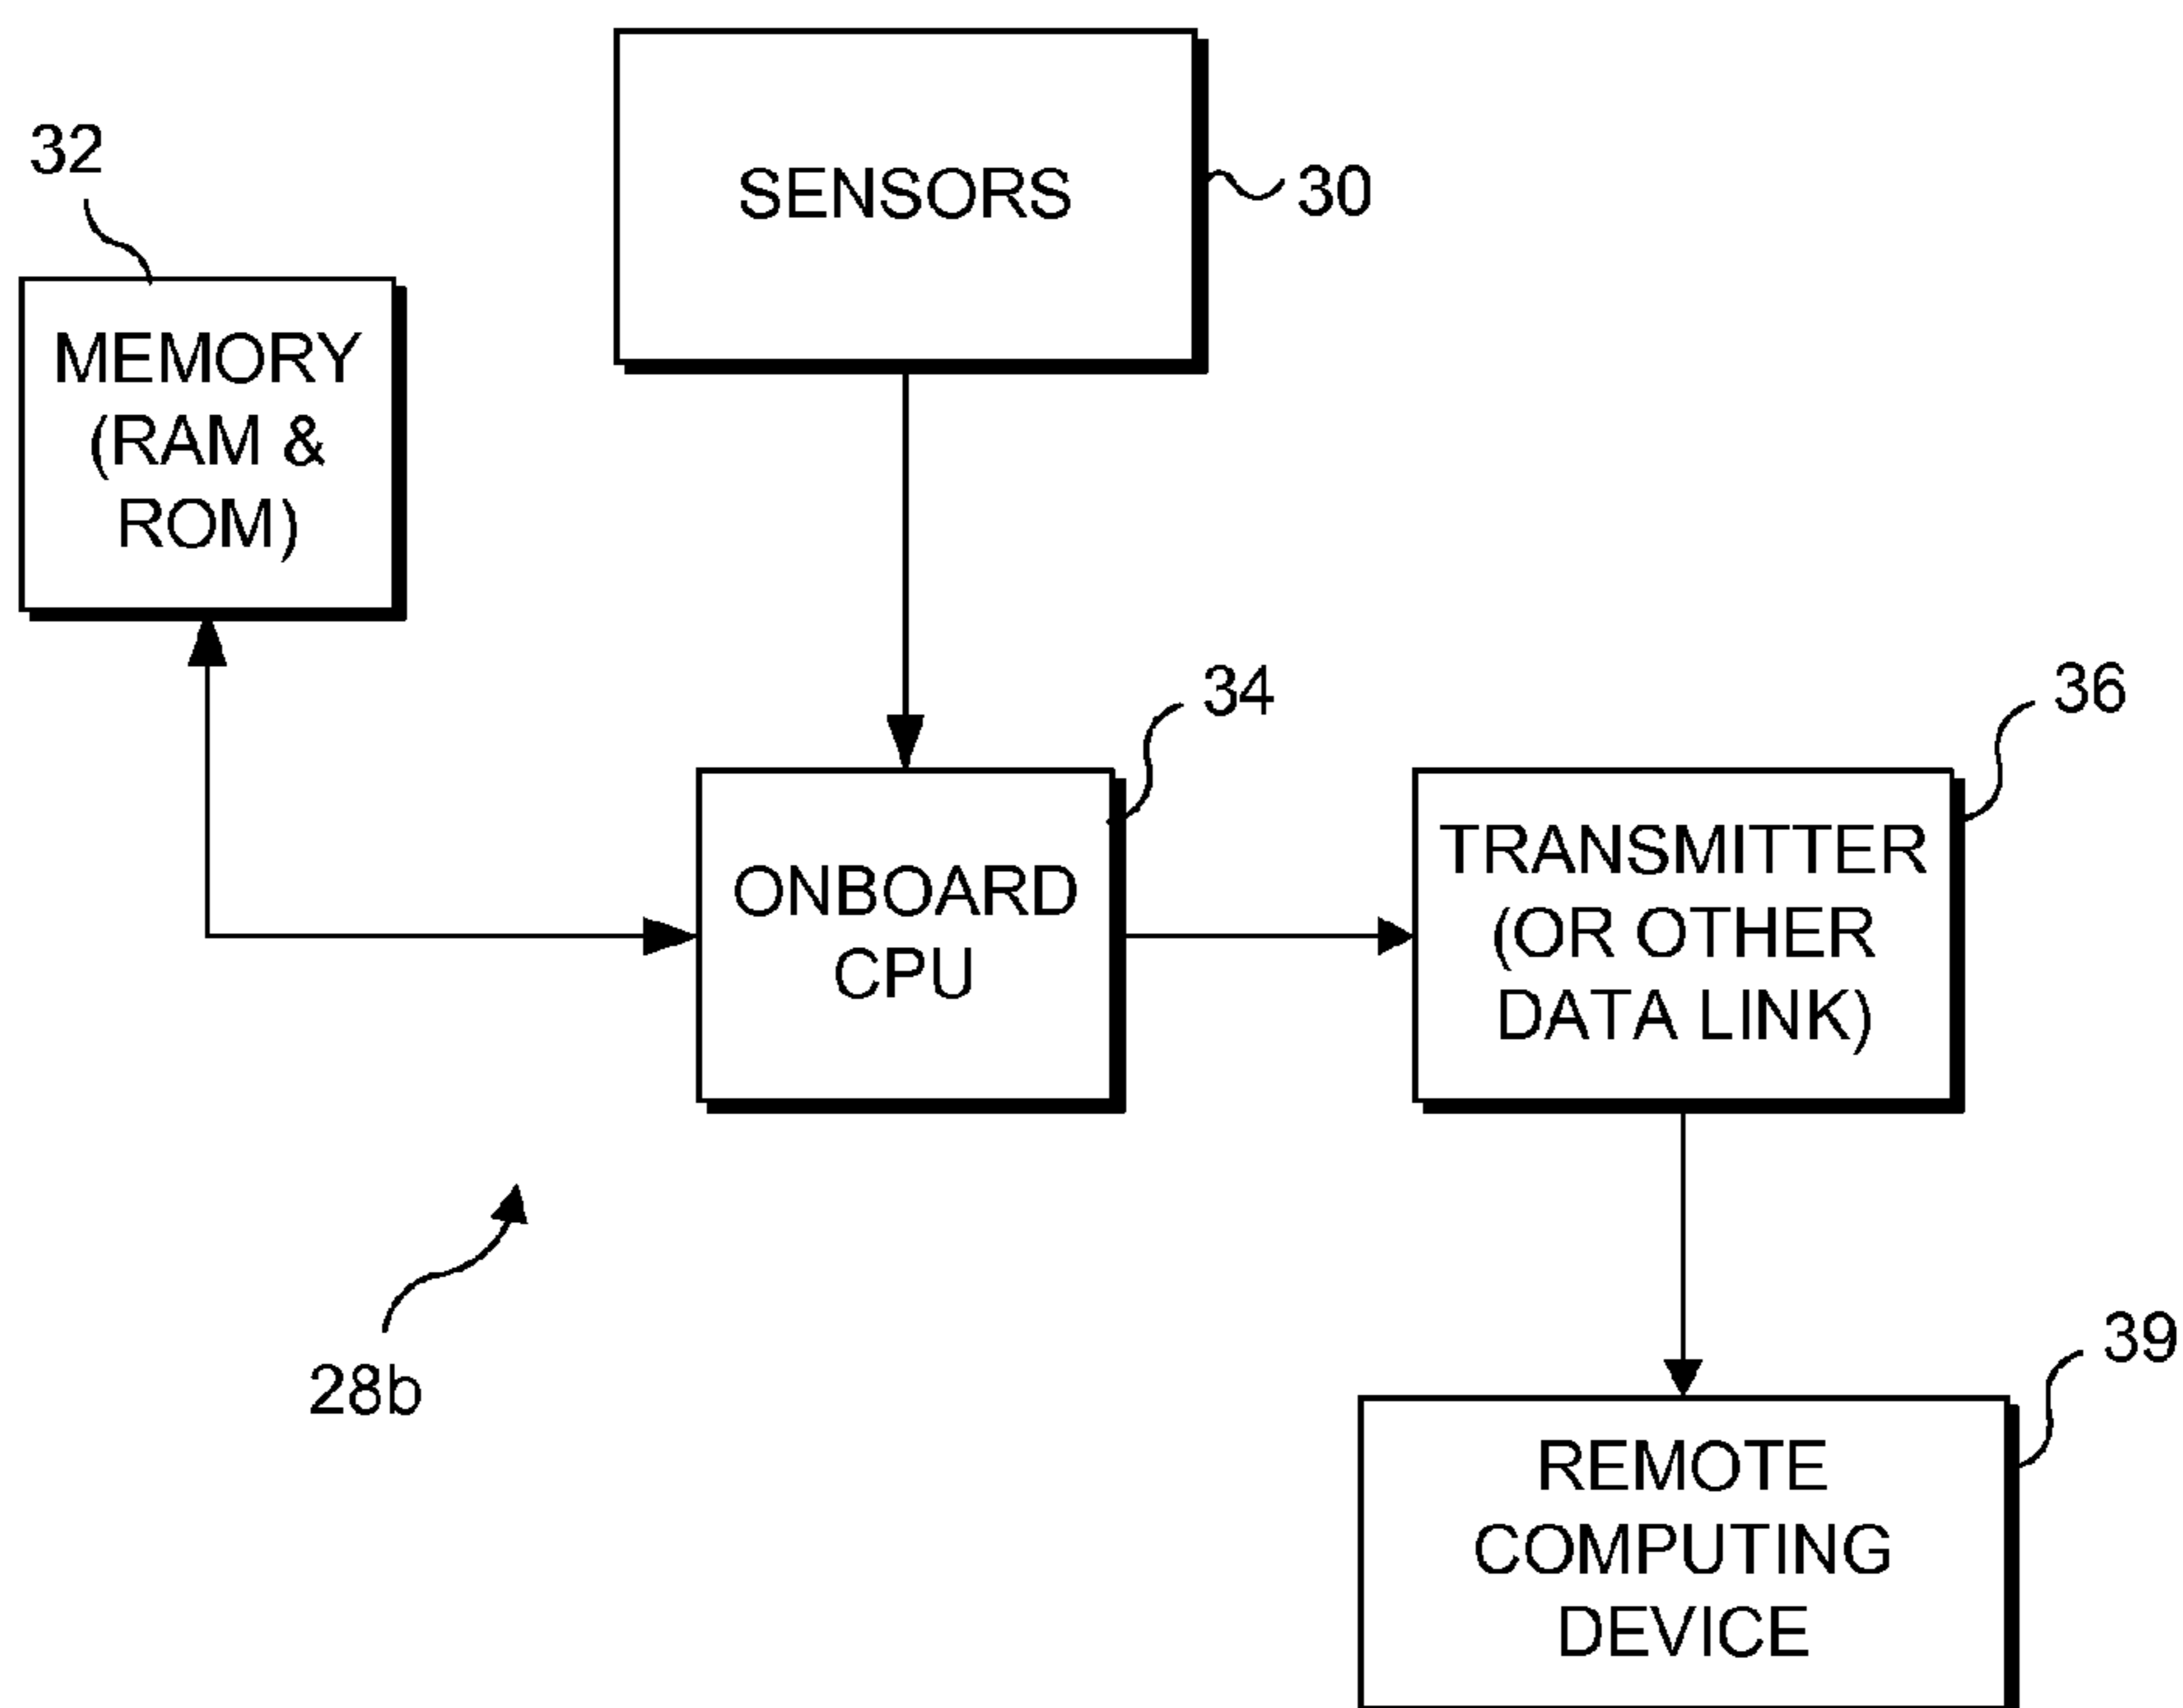 SENSORS
30
32
MEMORY
(RAM &
ROM)
34
36
ONBOARD
CPU
TRANSMITTER
(OR OTHER
DATA LINK)
28b
39
REMOTE
COMPUTING
DEVICE